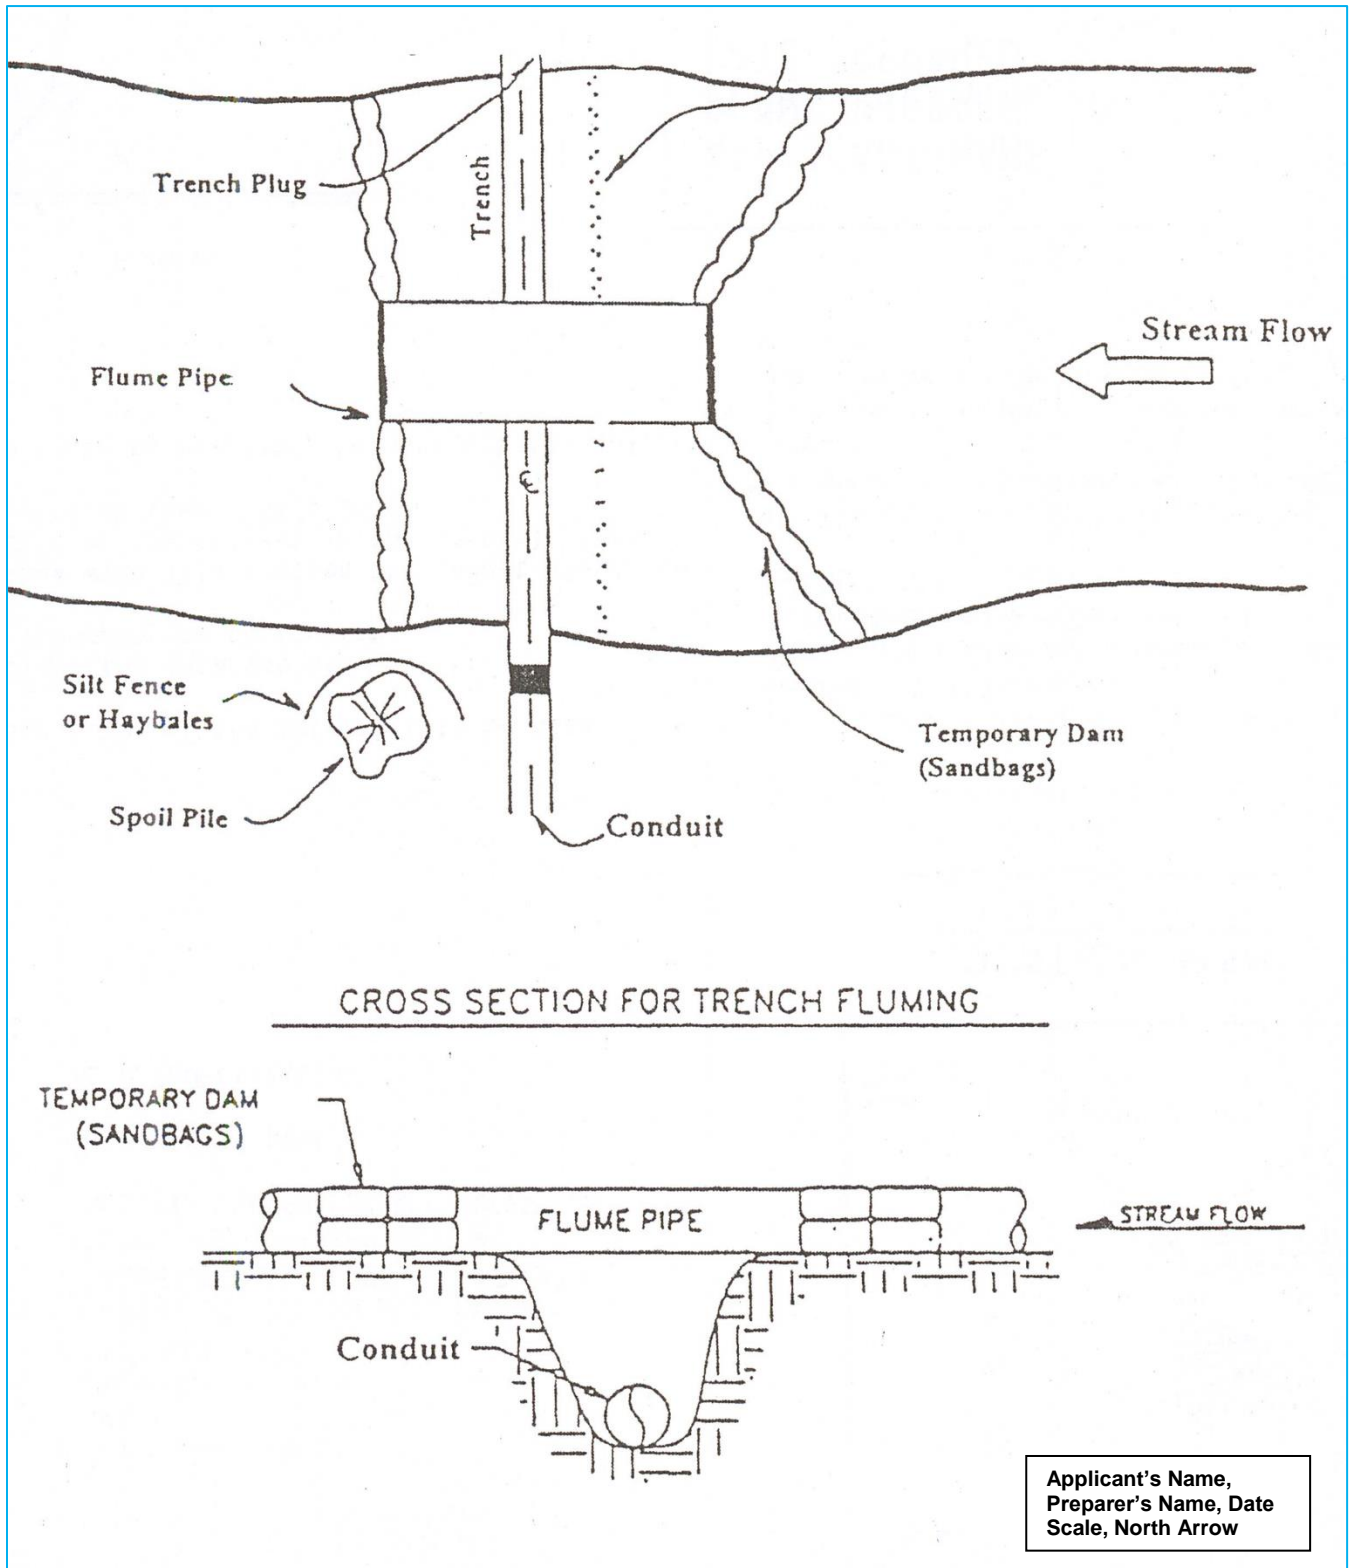 Trench Plug
Trench
Stream Flow
Flume Pipe
Silt Fence
or Haybales
Temporary Dam
(Sandbags)
Spoil Pile
Conduit
CROSS SECTION FOR TRENCH FLUMING
TEMPORARY DAM
(SANDBAGS)
FLUME PIPE
STREAM FLOW
Conduit
Applicant’s Name,
Preparer’s Name, Date
Scale, North Arrow